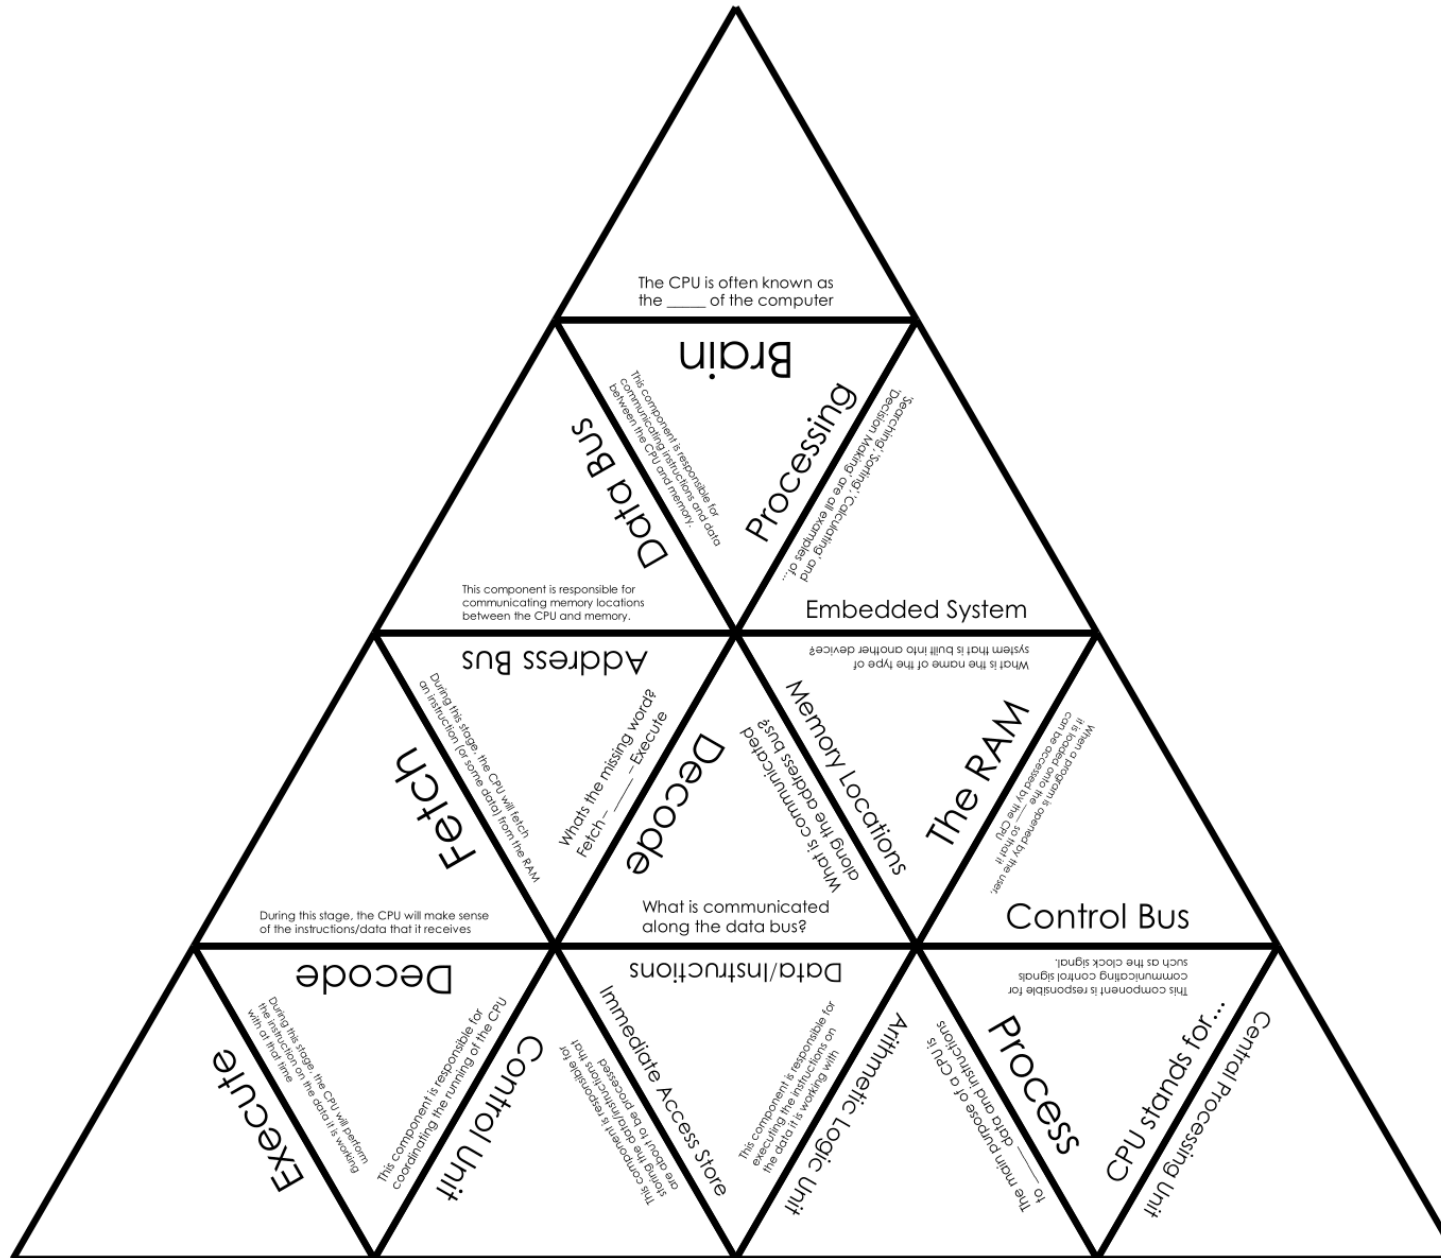 The CPU is often known as
the _____ of the computer
Brain
Data Bus
This component is responsible for
communicating instructions and data
between the CPU and memory.
Processing
'Searching', 'Sorting', 'Calculating' and
'Decision Making' are all examples of...
This component is responsible for
communicating memory locations
between the CPU and memory.
Embedded System
Address Bus
What is the name of the type of
system that is built into another device?
Fetch
During this stage, the CPU will fetch
an instruction (or some data) from the RAM
Whats the missing word?
Fetch – _____ – Execute
Decode
What is communicated
along the address bus?
Memory Locations
The RAM
When a program is opened by the user,
it is loaded onto the ___ so that it
can be accessed by the CPU
During this stage, the CPU will make sense
of the instructions/data that it receives
What is communicated
along the data bus?
Control Bus
Decode
Data/Instructions
This component is responsible for
communicating control signals
such as the clock signal.
Execute
During this stage, the CPU will perform
the instruction on the data it is working
with at that time
This component is responsible for
coordinating the running of the CPU
Control Unit
This component is responsible for
storing the data/instructions that
are about to be processed
Immediate Access Store
This component is responsible for
executing the instructions on
the data it is working with
Arithmetic Logic Unit
The main purpose of a CPU is
to _____ data and instructions
Process
CPU stands for...
Central Processing Unit